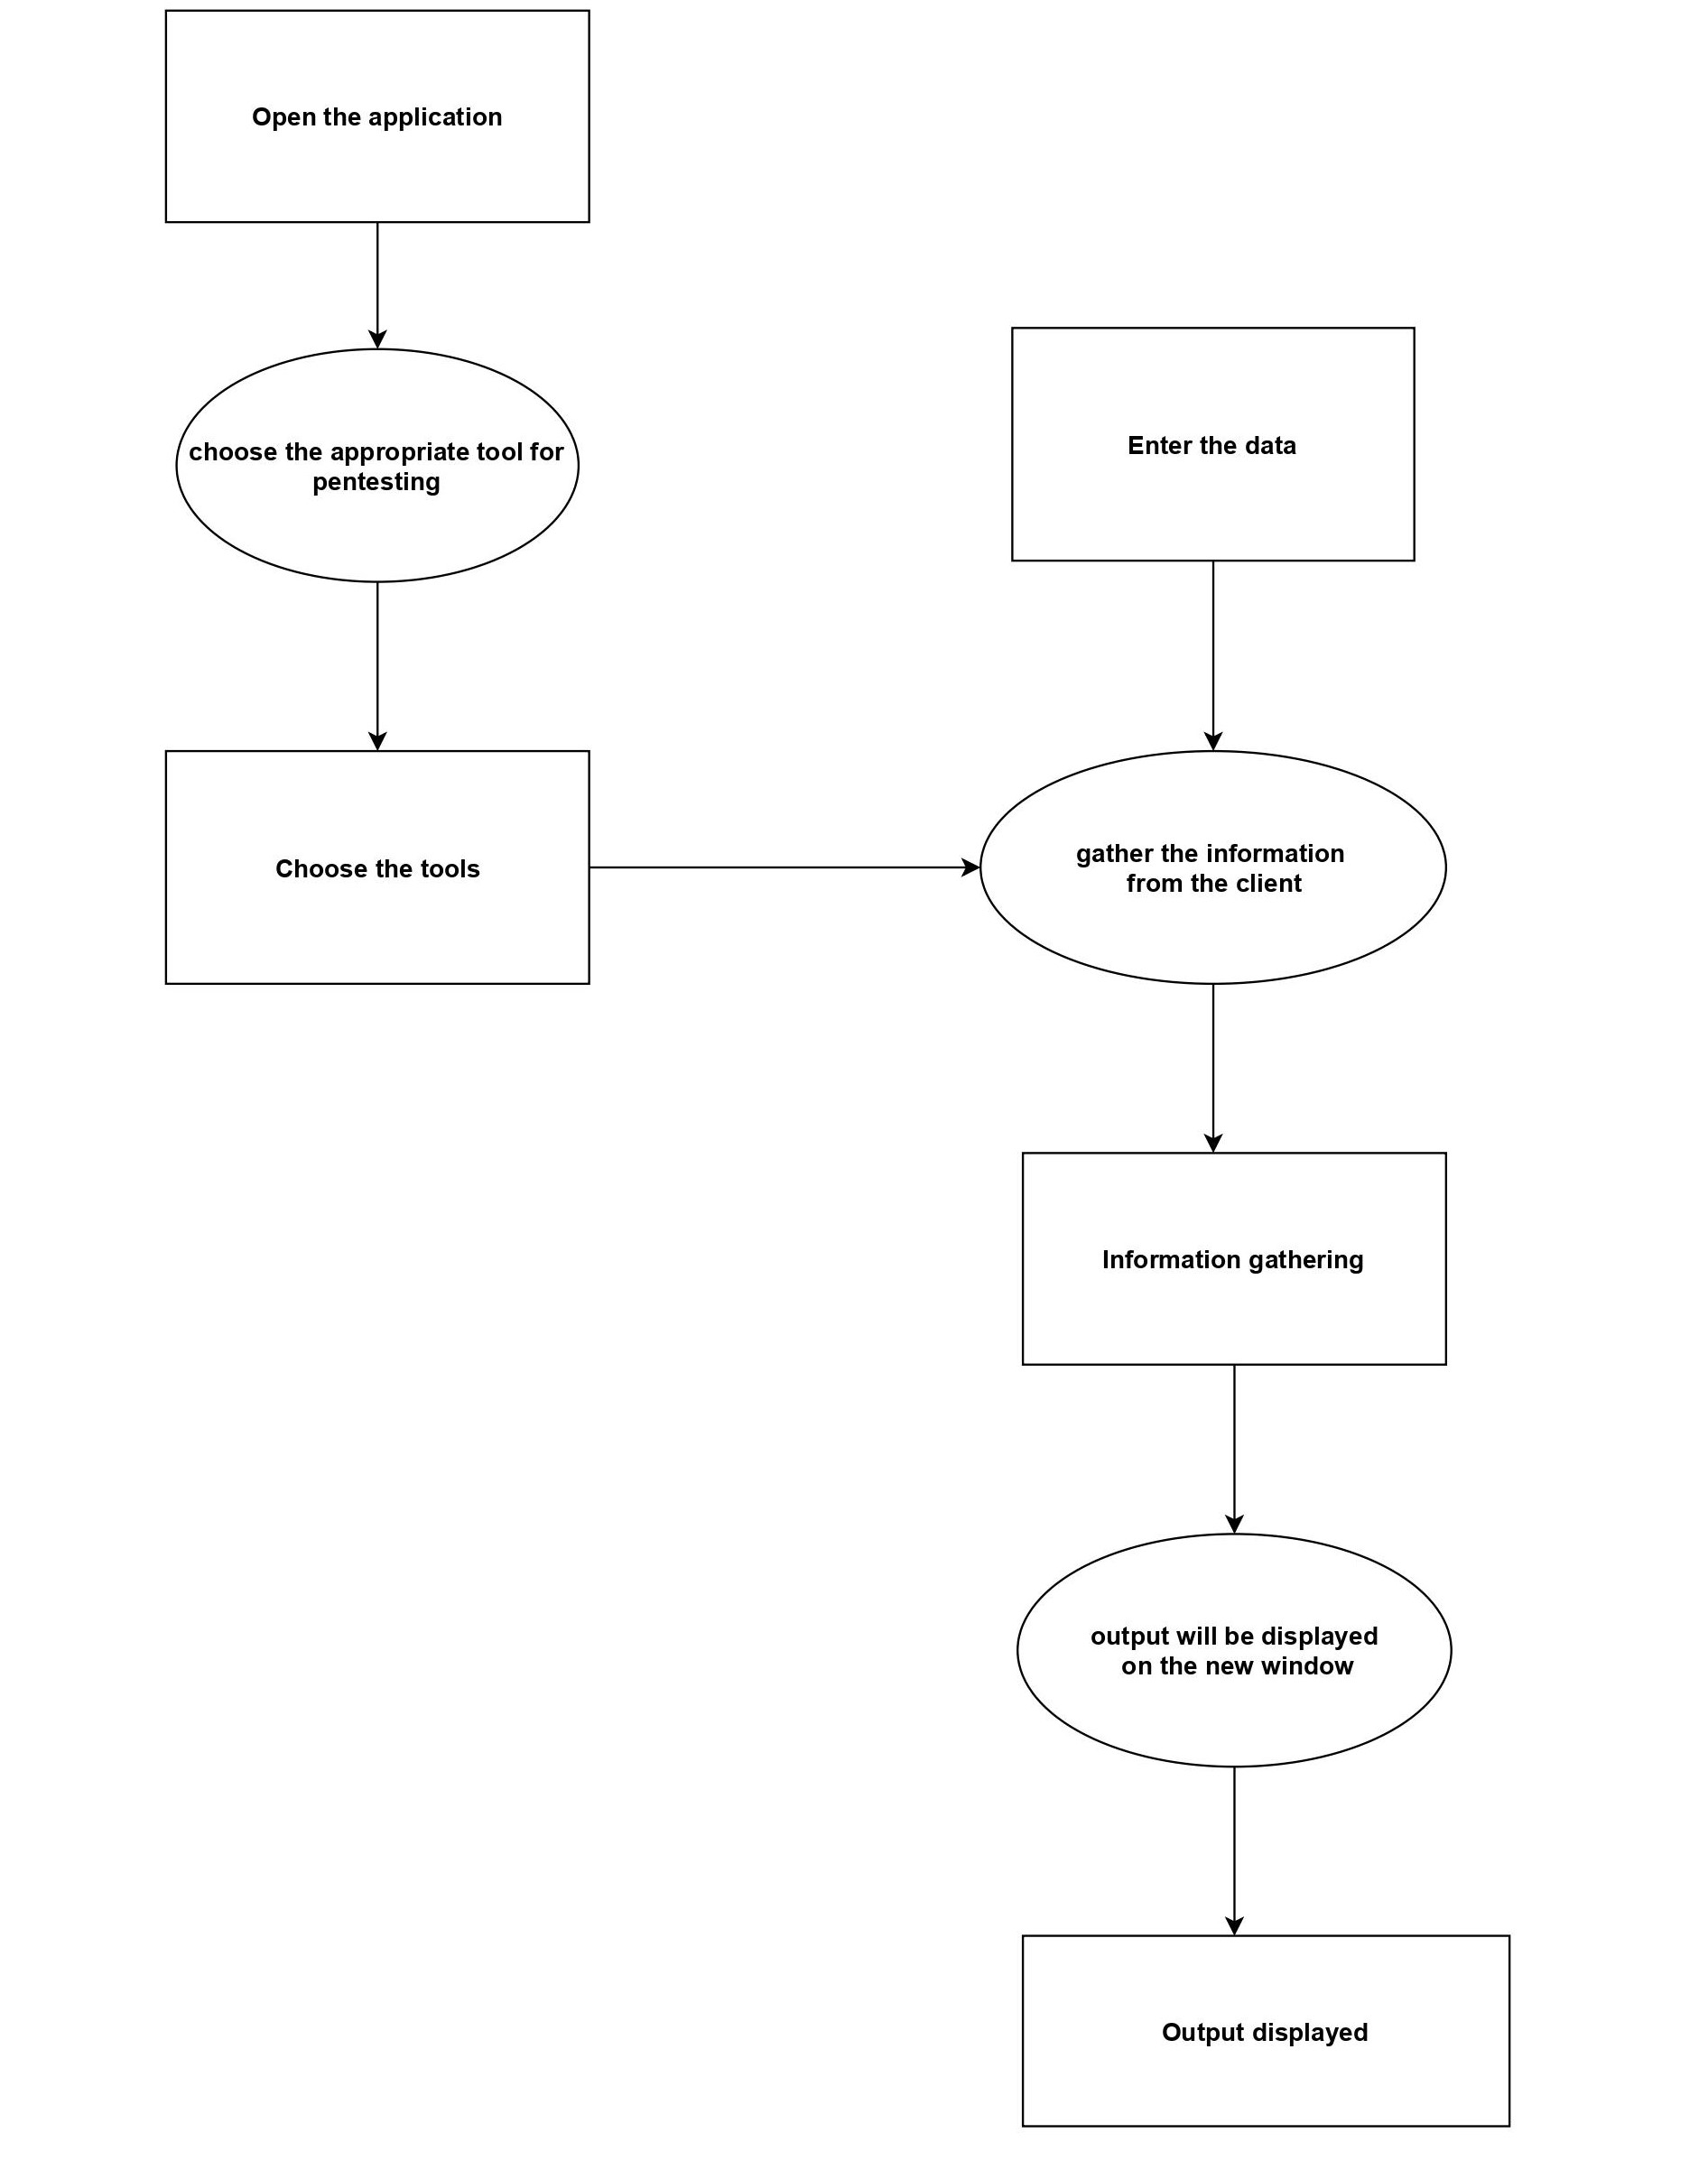 Open the application
choose the appropriate tool for
pentesting
Choose the tools
Enter the data
gather the information
from the client
Information gathering
output will be displayed
on the new window
Output displayed